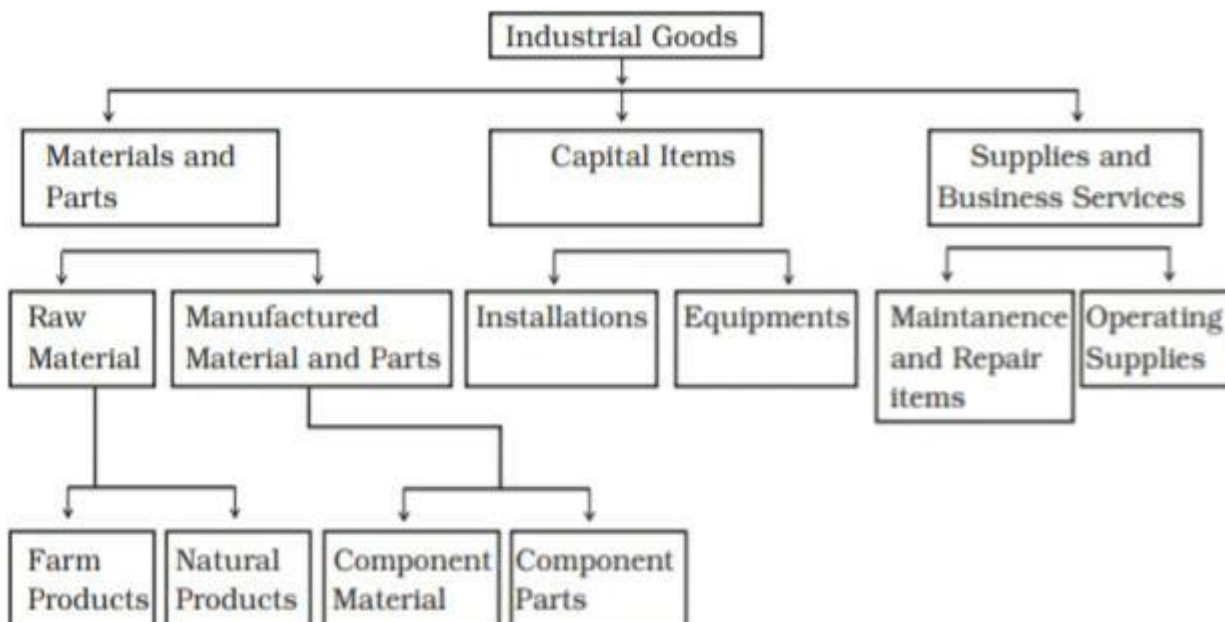 Industrial Goods
Materials and
Parts
Capital Items
Supplies and
Business Services
Raw
Material
Manufactured
Material and Parts
Installations
Equipments
Maintanence
and Repair
items
Operating
Supplies
Farm
Products
Natural
Products
Component
Material
Component
Parts